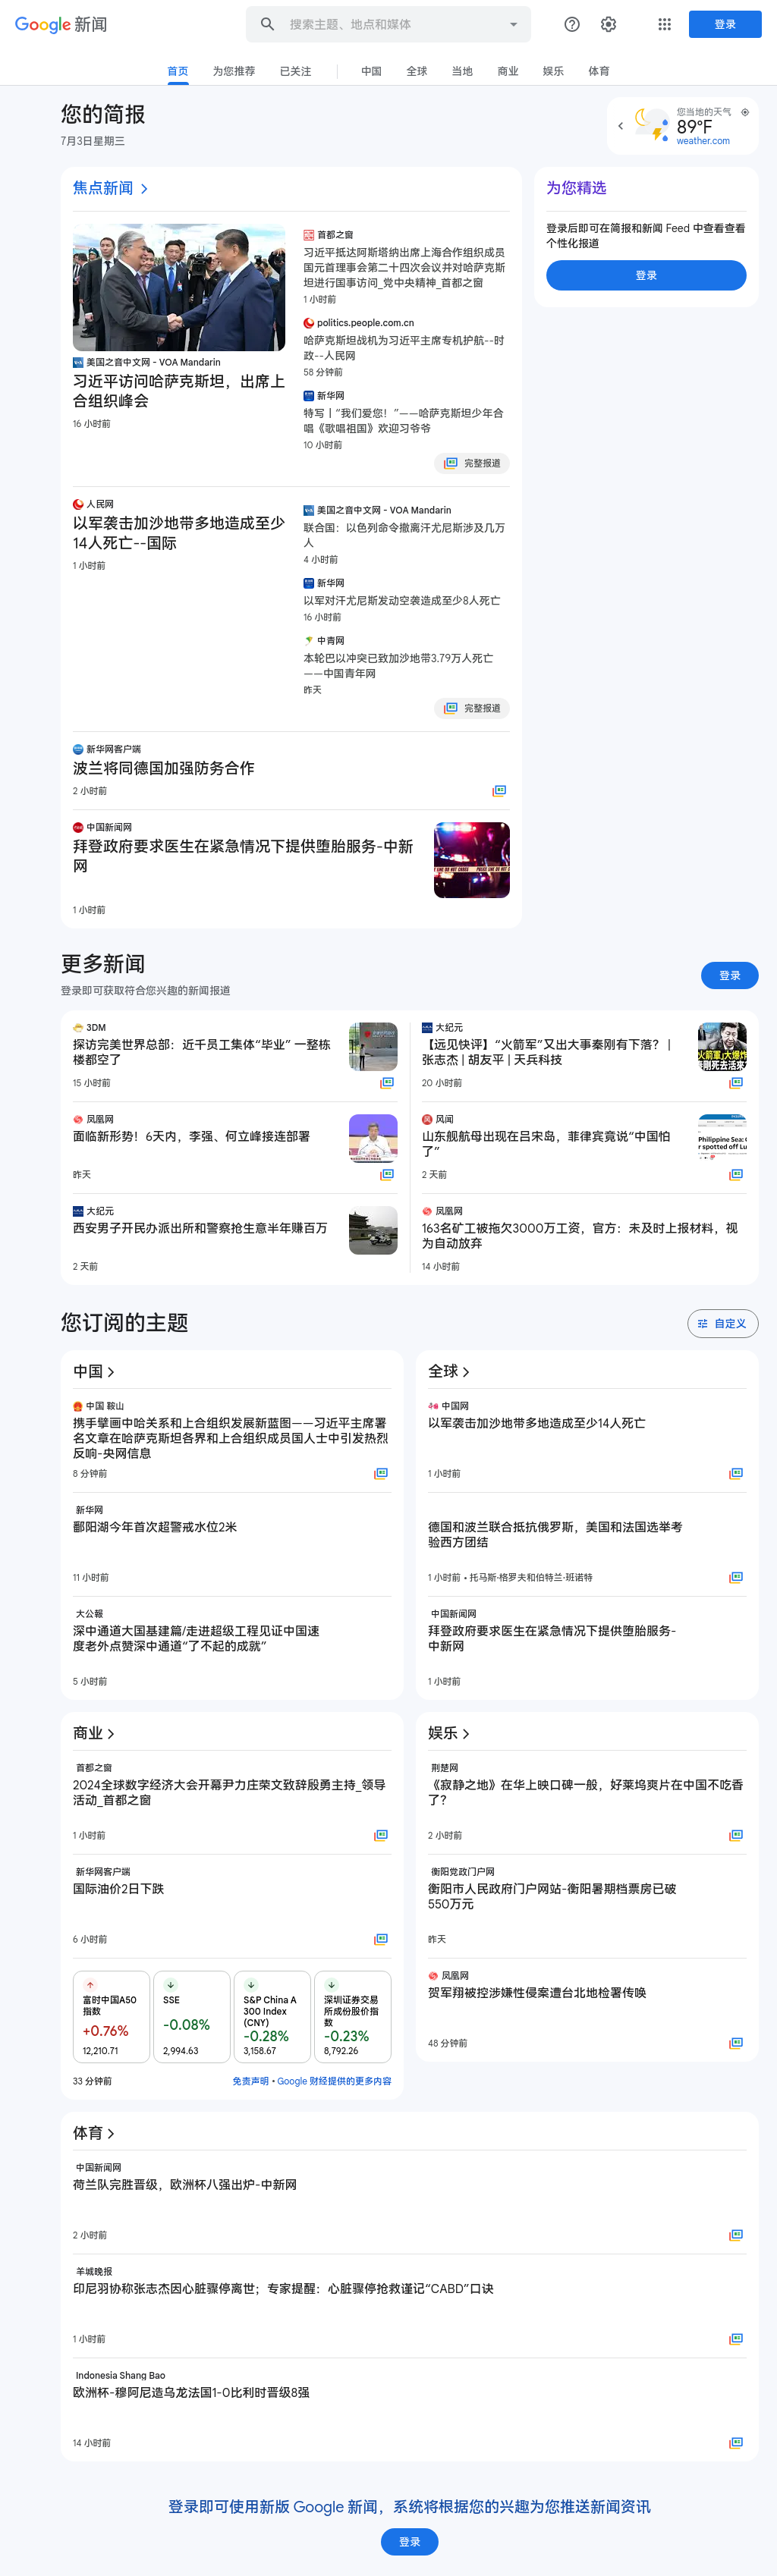 Google 新闻
搜索主题、地点和媒体
登录
首页
为您推荐
已关注
中国
全球
当地
商业
娱乐
体育
您的简报
7月3日星期三
您当地的天气
89°F
weather.com
焦点新闻
美国之音中文网 - VOA Mandarin
习近平访问哈萨克斯坦，出席上
合组织峰会
16 小时前
首都之窗
习近平抵达阿斯塔纳出席上海合作组织成员
国元首理事会第二十四次会议并对哈萨克斯
坦进行国事访问_党中央精神_首都之窗
1 小时前
politics.people.com.cn
哈萨克斯坦战机为习近平主席专机护航--时
政--人民网
58 分钟前
新华网
特写丨“我们爱您！”——哈萨克斯坦少年合
唱《歌唱祖国》欢迎习爷爷
10 小时前
完整报道
人民网
以军袭击加沙地带多地造成至少
14人死亡--国际
1 小时前
美国之音中文网 - VOA Mandarin
联合国：以色列命令撤离汗尤尼斯涉及几万
人
4 小时前
新华网
以军对汗尤尼斯发动空袭造成至少8人死亡
16 小时前
中青网
本轮巴以冲突已致加沙地带3.79万人死亡
——中国青年网
昨天
完整报道
新华网客户端
波兰将同德国加强防务合作
2 小时前
中国新闻网
拜登政府要求医生在紧急情况下提供堕胎服务-中新
网
1 小时前
为您精选
登录后即可在简报和新闻 Feed 中查看查看
个性化报道
登录
更多新闻
登录即可获取符合您兴趣的新闻报道
登录
3DM
探访完美世界总部：近千员工集体“毕业” 一整栋
楼都空了
15 小时前
凤凰网
面临新形势！6天内，李强、何立峰接连部署
昨天
大纪元
西安男子开民办派出所和警察抢生意半年赚百万
2 天前
大纪元
【远见快评】“火箭军”又出大事秦刚有下落？ |
张志杰 | 胡友平 | 天兵科技
20 小时前
风闻
山东舰航母出现在吕宋岛，菲律宾竟说“中国怕
了”
2 天前
凤凰网
163名矿工被拖欠3000万工资，官方：未及时上报材料，视
为自动放弃
14 小时前
您订阅的主题
自定义
中国
中国 鞍山
携手擘画中哈关系和上合组织发展新蓝图——习近平主席署
名文章在哈萨克斯坦各界和上合组织成员国人士中引发热烈
反响-央网信息
8 分钟前
新华网
鄱阳湖今年首次超警戒水位2米
11 小时前
大公報
深中通道大国基建篇/走进超级工程见证中国速
度老外点赞深中通道“了不起的成就”
5 小时前
全球
中国网
以军袭击加沙地带多地造成至少14人死亡
1 小时前
德国和波兰联合抵抗俄罗斯，美国和法国选举考
验西方团结
1 小时前 • 托马斯·格罗夫和伯特兰·班诺特
中国新闻网
拜登政府要求医生在紧急情况下提供堕胎服务-
中新网
1 小时前
商业
首都之窗
2024全球数字经济大会开幕尹力庄荣文致辞殷勇主持_领导
活动_首都之窗
1 小时前
新华网客户端
国际油价2日下跌
6 小时前
富时中国A50
指数
+0.76%
12,210.71
SSE
-0.08%
2,994.63
S&P China A
300 Index
(CNY)
-0.28%
3,158.67
深圳证券交易
所成份股价指
数
-0.23%
8,792.26
33 分钟前
免责声明 • Google 财经提供的更多内容
娱乐
荆楚网
《寂静之地》在华上映口碑一般，好莱坞爽片在中国不吃香
了？
2 小时前
衡阳党政门户网
衡阳市人民政府门户网站-衡阳暑期档票房已破
550万元
昨天
凤凰网
贺军翔被控涉嫌性侵案遭台北地检署传唤
48 分钟前
体育
中国新闻网
荷兰队完胜晋级，欧洲杯八强出炉-中新网
2 小时前
羊城晚报
印尼羽协称张志杰因心脏骤停离世；专家提醒：心脏骤停抢救谨记“CABD”口诀
1 小时前
Indonesia Shang Bao
欧洲杯-穆阿尼造乌龙法国1-0比利时晋级8强
14 小时前
登录即可使用新版 Google 新闻，系统将根据您的兴趣为您推送新闻资讯
登录